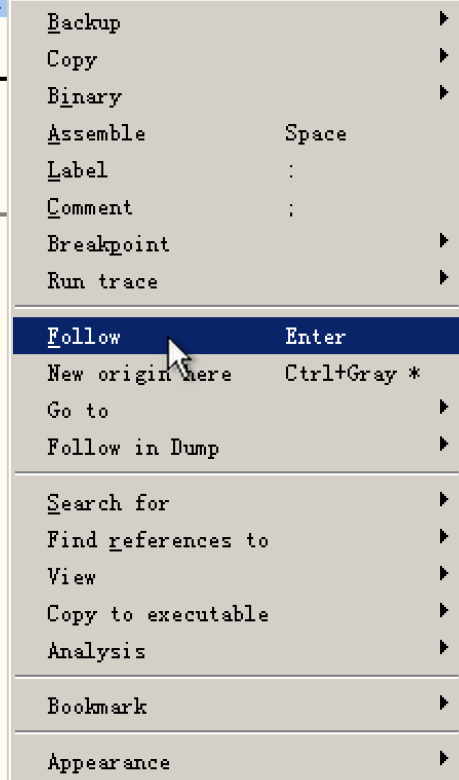 Backup
Copy
Binary
Assemble Space
Label :
Comment ;
Breakpoint
Run trace
Follow Enter
New origin here Ctrl+Gray *
Go to
Follow in Dump
Search for
Find references to
View
Copy to executable
Analysis
Bookmark
Appearance